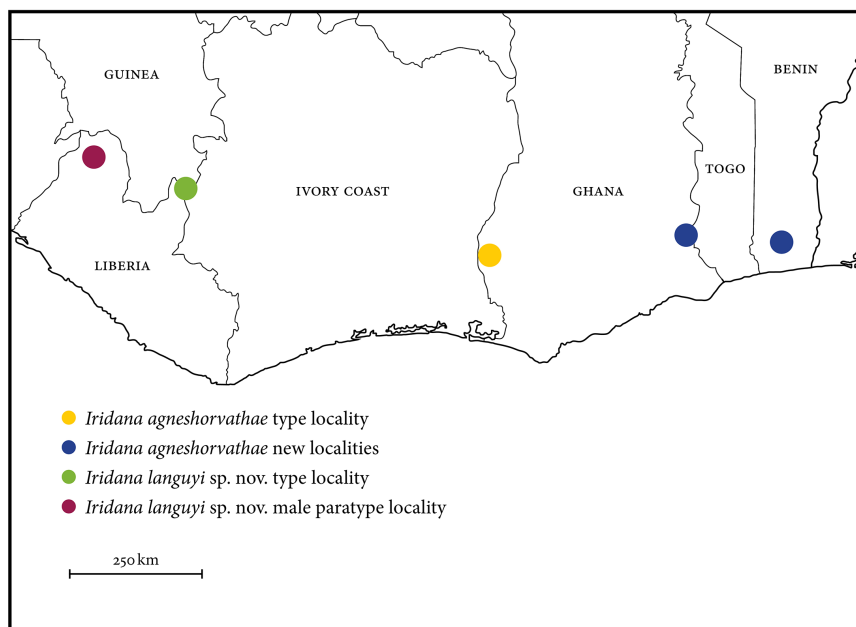 GUINEA
BENIN
TOGO
IVORY COAST
GHANA
LIBERIA
Iridana agneshorvathae type locality
Iridana agneshorvathae new localities
Iridana languyi sp. nov. type locality
Iridana languyi sp. nov. male paratype locality
250 km